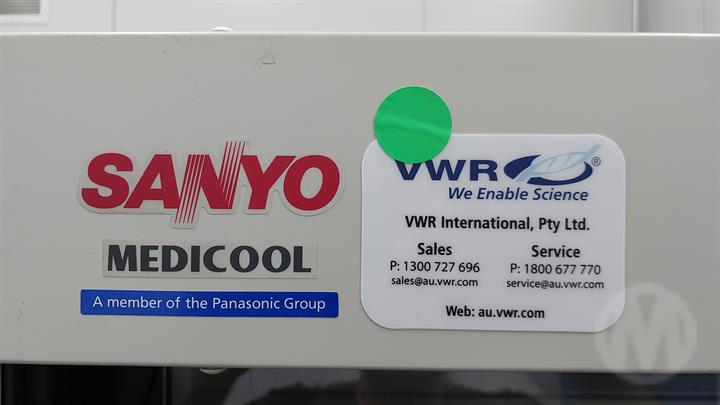 SANYO
MEDICOOL
A member of the Panasonic Group
VWR®
We Enable Science
VWR International, Pty Ltd.
Sales
P: 1300 727 696
sales@au.vwr.com
Service
P: 1800 677 770
service@au.vwr.com
Web: au.vwr.com
M